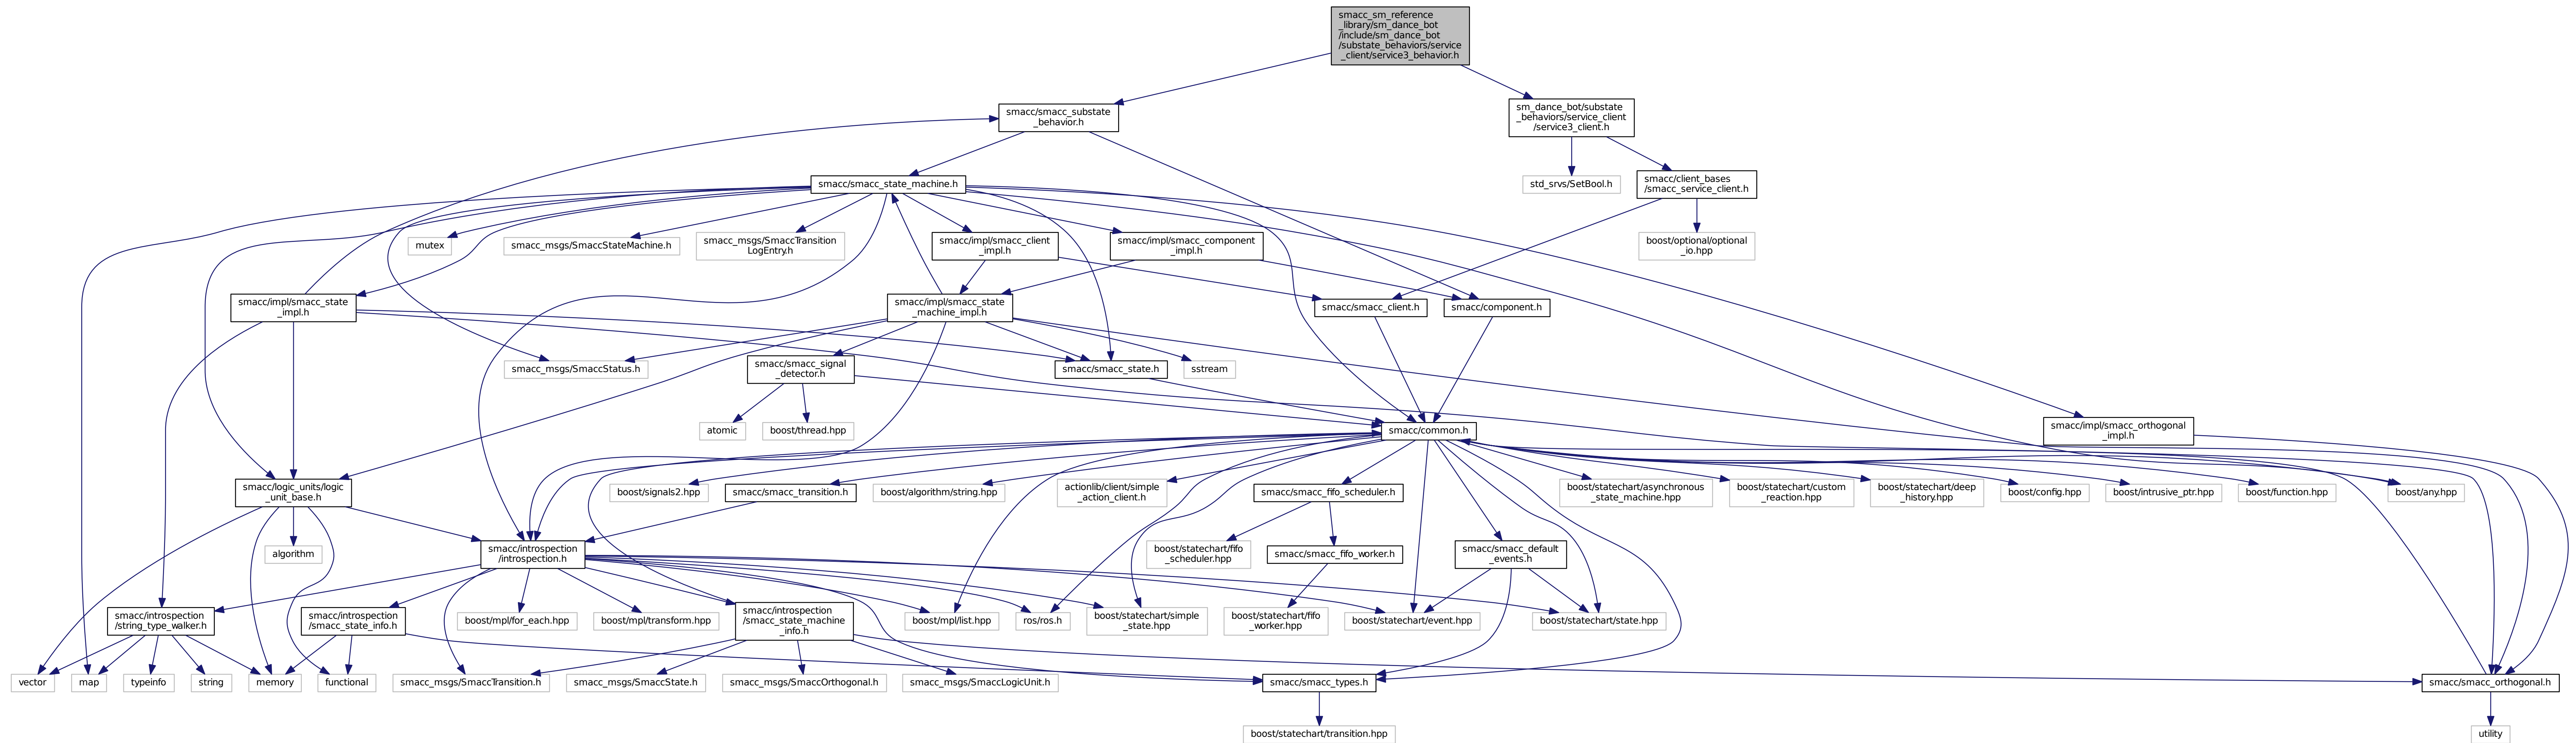 smacc_sm_reference
_library/sm_dance_bot
/include/sm_dance_bot
/substate_behaviors/service
_client/service3_behavior.h
smacc/smacc_substate
_behavior.h
sm_dance_bot/substate
_behaviors/service_client
/service3_client.h
smacc/smacc_state_machine.h
std_srvs/SetBool.h
smacc/client_bases
/smacc_service_client.h
mutex
smacc_msgs/SmaccStateMachine.h
smacc_msgs/SmaccTransition
LogEntry.h
smacc/impl/smacc_client
_impl.h
smacc/impl/smacc_component
_impl.h
boost/optional/optional
_io.hpp
smacc/impl/smacc_state
_impl.h
smacc/impl/smacc_state
_machine_impl.h
smacc/smacc_client.h
smacc/component.h
smacc_msgs/SmaccStatus.h
smacc/smacc_signal
_detector.h
smacc/smacc_state.h
sstream
atomic
boost/thread.hpp
smacc/common.h
smacc/impl/smacc_orthogonal
_impl.h
smacc/logic_units/logic
_unit_base.h
boost/signals2.hpp
smacc/smacc_transition.h
boost/algorithm/string.hpp
actionlib/client/simple
_action_client.h
smacc/smacc_fifo_scheduler.h
boost/statechart/asynchronous
_state_machine.hpp
boost/statechart/custom
_reaction.hpp
boost/statechart/deep
_history.hpp
boost/config.hpp
boost/intrusive_ptr.hpp
boost/function.hpp
boost/any.hpp
algorithm
smacc/introspection
/introspection.h
boost/statechart/fifo
_scheduler.hpp
smacc/smacc_fifo_worker.h
smacc/smacc_default
_events.h
smacc/introspection
/string_type_walker.h
smacc/introspection
/smacc_state_info.h
boost/mpl/for_each.hpp
boost/mpl/transform.hpp
smacc/introspection
/smacc_state_machine
_info.h
boost/mpl/list.hpp
ros/ros.h
boost/statechart/simple
_state.hpp
boost/statechart/fifo
_worker.hpp
boost/statechart/event.hpp
boost/statechart/state.hpp
vector
map
typeinfo
string
memory
functional
smacc_msgs/SmaccTransition.h
smacc_msgs/SmaccState.h
smacc_msgs/SmaccOrthogonal.h
smacc_msgs/SmaccLogicUnit.h
smacc/smacc_types.h
smacc/smacc_orthogonal.h
boost/statechart/transition.hpp
utility